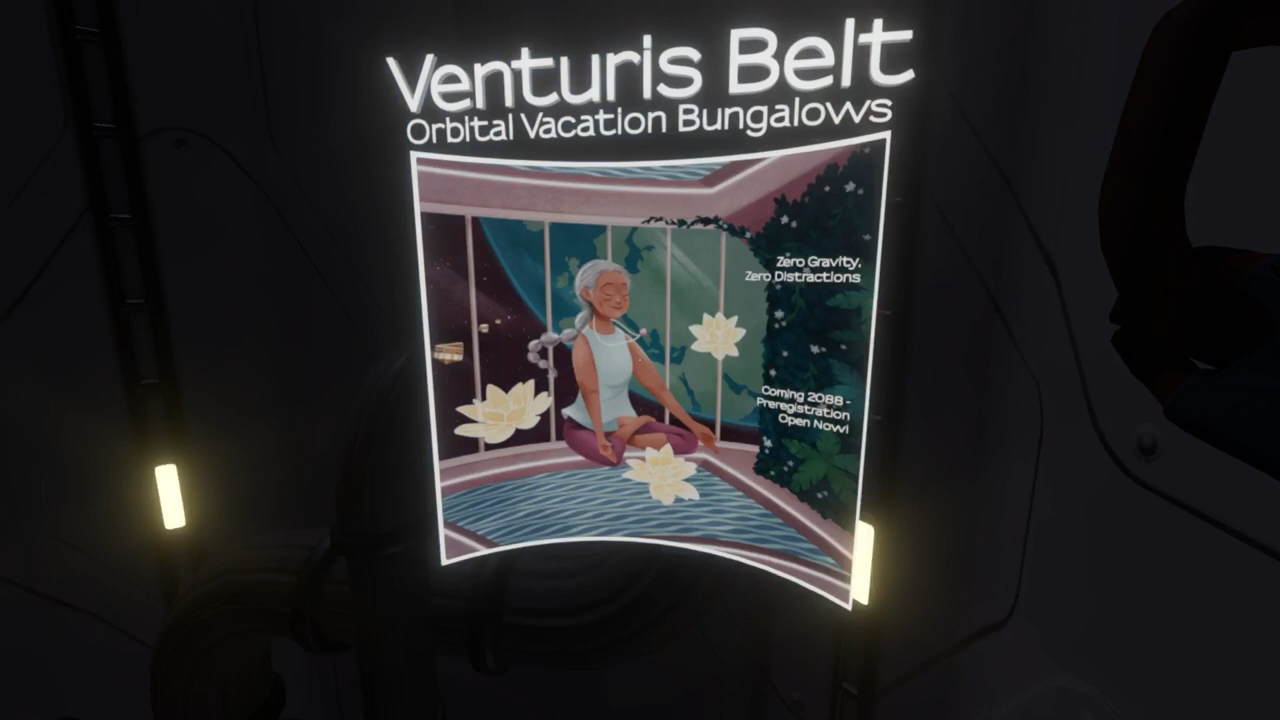 Venturis Belt
Orbital Vacation Bungalows
Zero Gravity,
Zero Distractions
Coming 2088 -
Preregistration
Open Now!